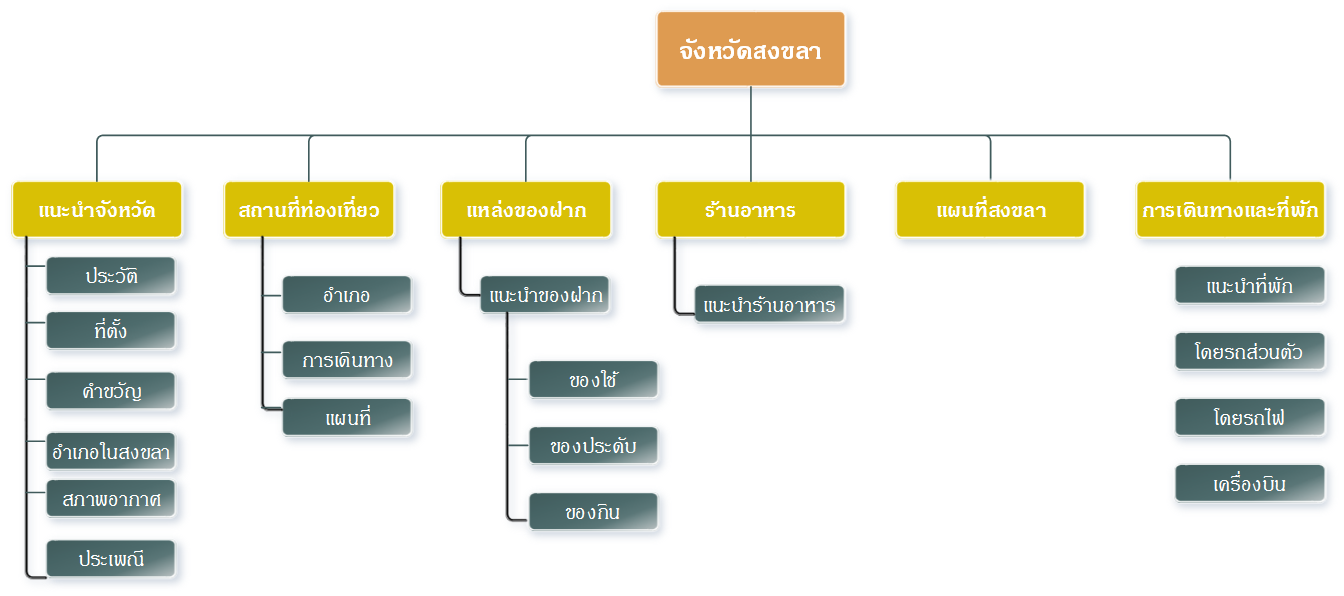 จังหวัดสงขลา
แนะนำจังหวัด
ประวัติ
ที่ตั้ง
คำขวัญ
อำเภอในสงขลา
สภาพอากาศ
ประเพณี
สถานที่ท่องเที่ยว
อำเภอ
การเดินทาง
แผนที่
แหล่งของฝาก
แนะนำของฝาก
ของใช้
ของประดับ
ของกิน
ร้านอาหาร
แนะนำร้านอาหาร
แผนที่สงขลา
การเดินทางและที่พัก
แนะนำที่พัก
โดยรถส่วนตัว
โดยรถไฟ
เครื่องบิน